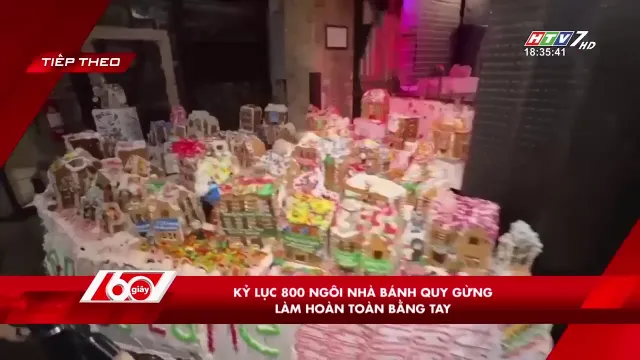 TIẾP THEO
HTV7 HD
18:35:41
60 giây
KỶ LỤC 800 NGÔI NHÀ BÁNH QUY GỪNG
LÀM HOÀN TOÀN BẰNG TAY